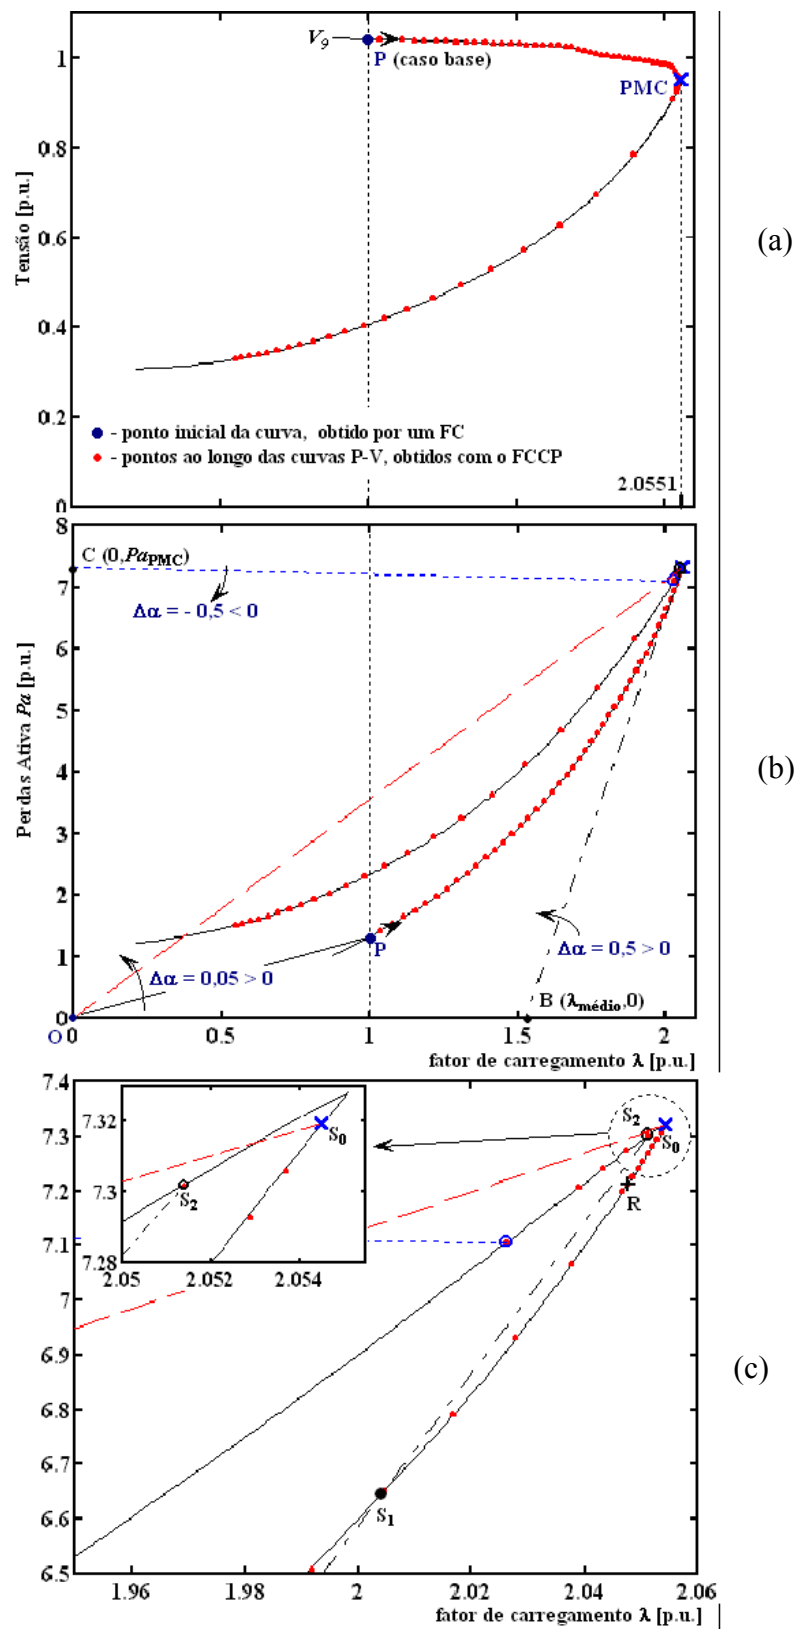 V9
P (caso base)
PMC
1
0.8
0.6
0.4
0.2
0
Tensão [p.u.]
● - ponto inicial da curva, obtido por um FC
● - pontos ao longo das curvas P-V, obtidos com o FCCP
2.0551
(a)
8
7
6
5
4
3
2
1
0
Perdas Ativa Pa [p.u.]
C (0,PaPMC)
Δα = - 0,5 < 0
Δα = 0,05 > 0
P
Δα = 0,5 > 0
B (λmédio,0)
O
0
0.5
1
1.5
2
fator de carregamento λ [p.u.]
(b)
7.4
7.3
7.2
7.1
7
6.9
6.8
6.7
6.6
6.5
7.32
7.3
7.28
2.05
2.052
2.054
S0
S2
S2
S0
R
S1
1.96
1.98
2
2.02
2.04
2.06
fator de carregamento λ [p.u.]
(c)